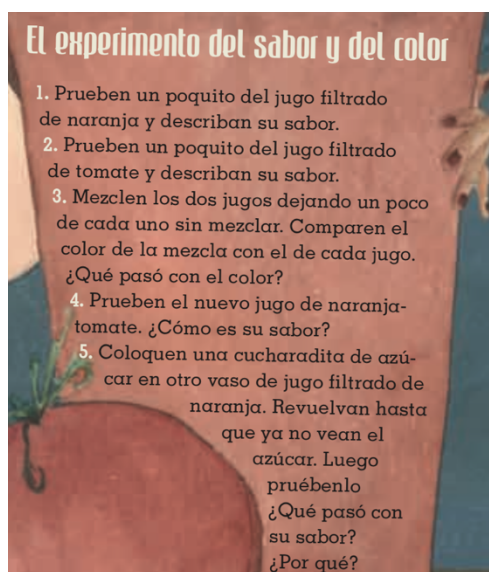 El experimento del sabor y del color
1. Prueben un poquito del jugo filtrado
de naranja y describan su sabor.
2. Prueben un poquito del jugo filtrado
de tomate y describan su sabor.
3. Mezclen los dos jugos dejando un poco
de cada uno sin mezclar. Comparen el
color de la mezcla con el de cada jugo.
¿Qué pasó con el color?
4. Prueben el nuevo jugo de naranja-
tomate. ¿Cómo es su sabor?
5. Coloquen una cucharadita de azú-
car en otro vaso de jugo filtrado de
naranja. Revuelvan hasta
que ya no vean el
azúcar. Luego
pruébenlo
¿Qué pasó con
su sabor?
¿Por qué?